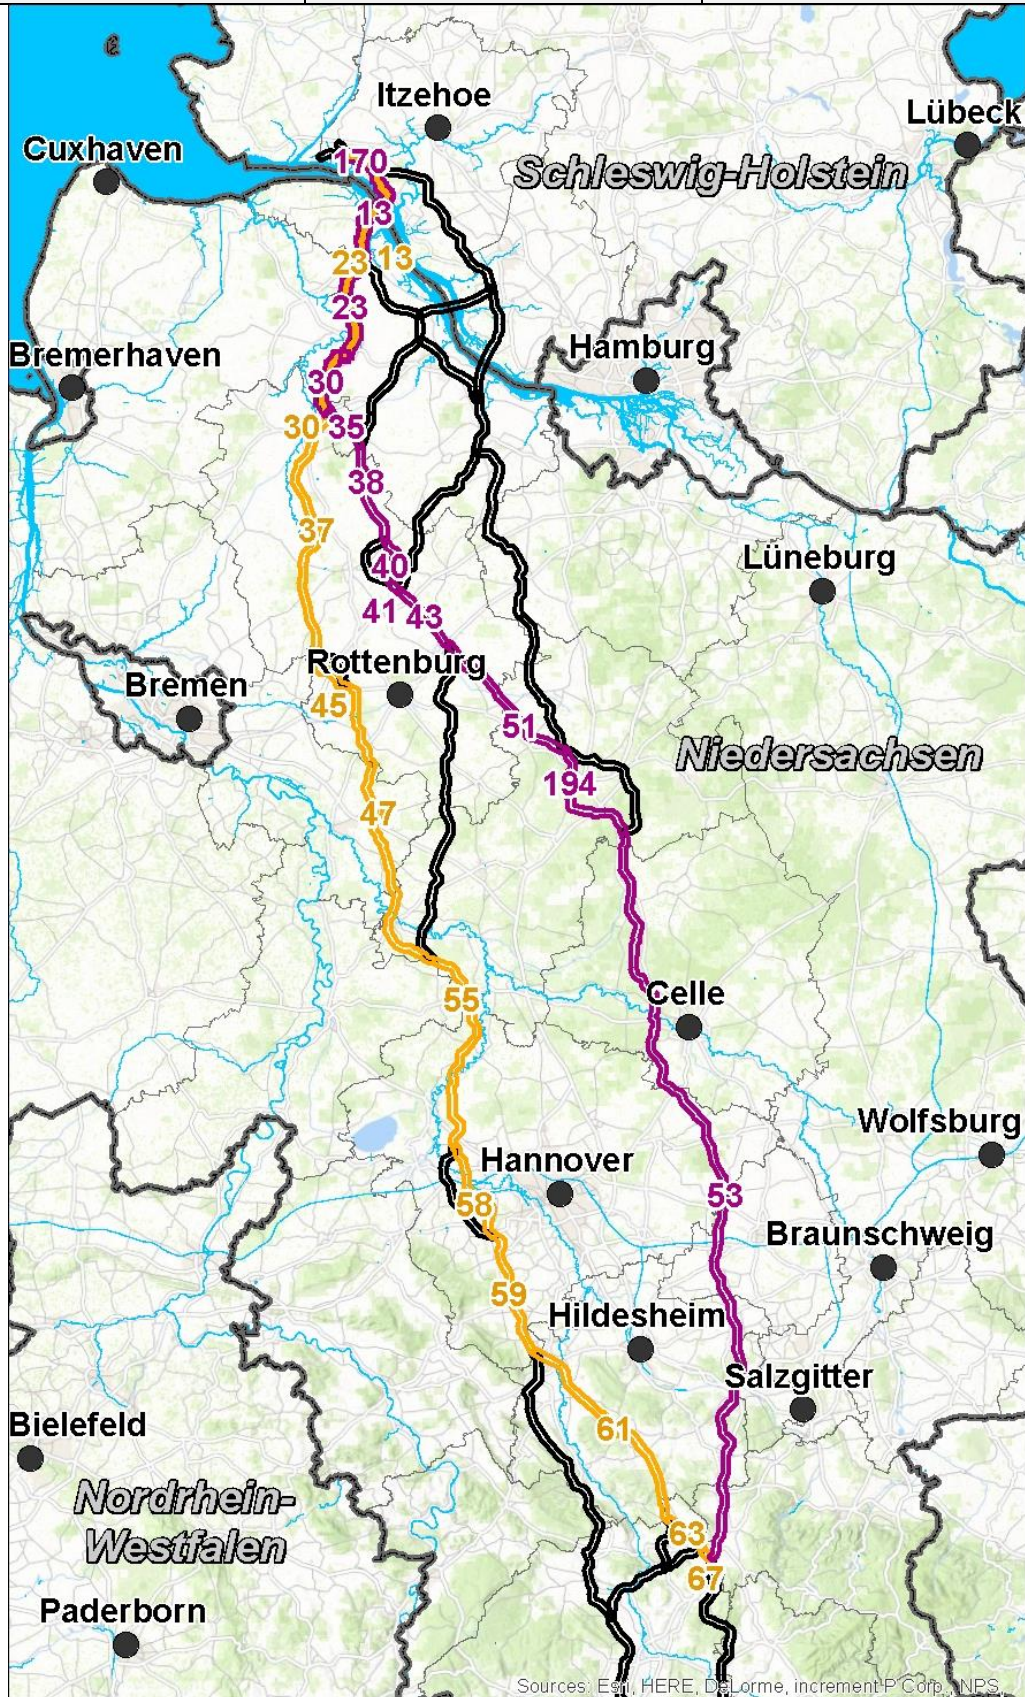 Itzehoe
Lübeck
Cuxhaven
170
Schleswig-Holstein
13
23
13
23
Bremerhaven
Hamburg
30
30
35
38
37
Lüneburg
40
41
43
Rottenburg
Bremen
45
51
Niedersachsen
194
47
Celle
55
Wolfsburg
Hannover
53
58
Braunschweig
59
Hildesheim
Salzgitter
Bielefeld
61
Nordrhein-
Westfalen
63
67
Paderborn
Sources: Esri, HERE, DeLorme, increment P Corp., NPS,